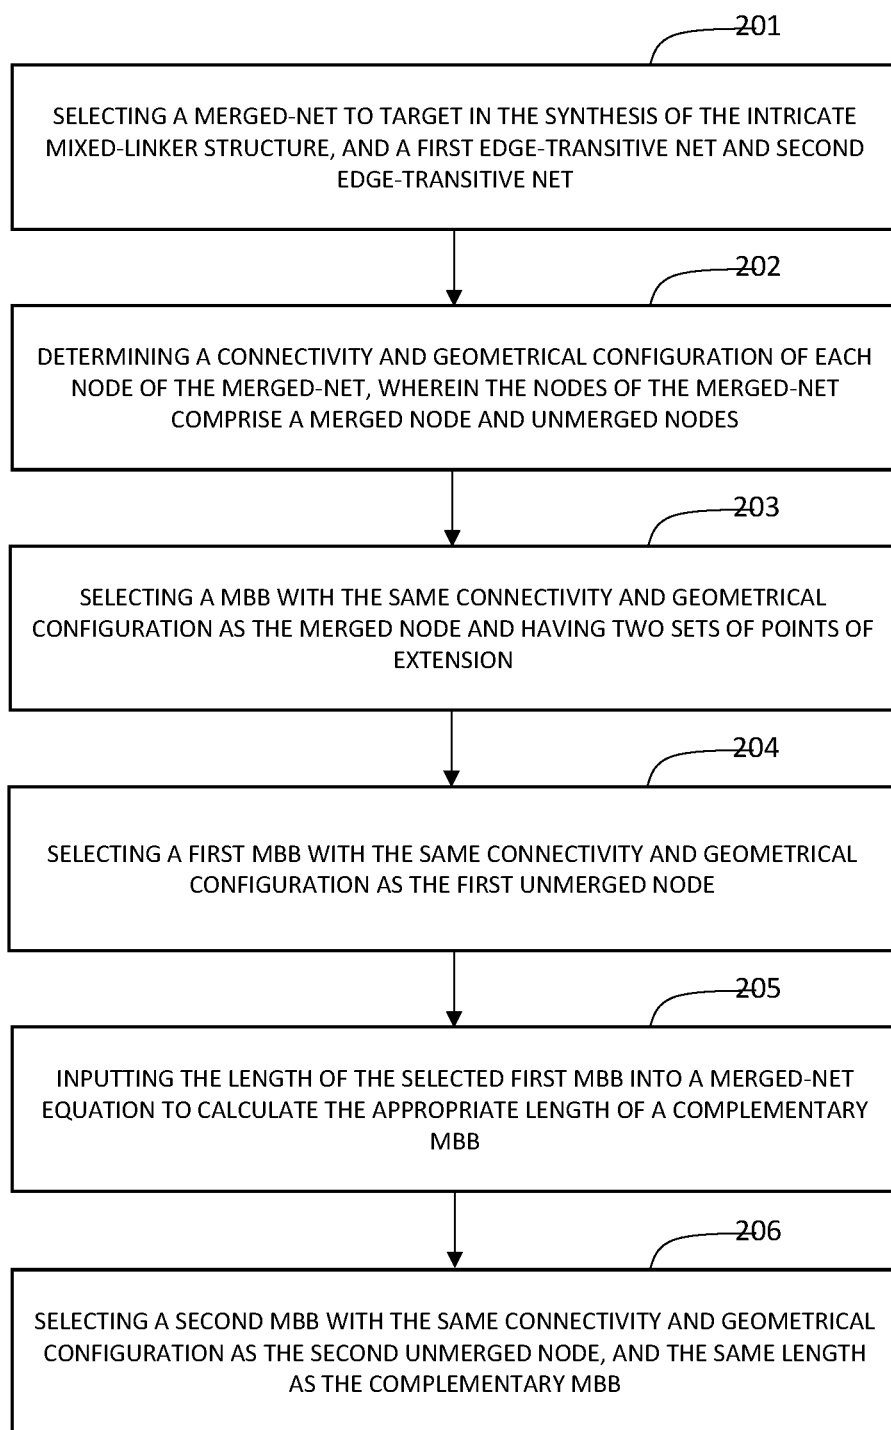 201
SELECTING A MERGED-NET TO TARGET IN THE SYNTHESIS OF THE INTRICATE
MIXED-LINKER STRUCTURE, AND A FIRST EDGE-TRANSITIVE NET AND SECOND
EDGE-TRANSITIVE NET
202
DETERMINING A CONNECTIVITY AND GEOMETRICAL CONFIGURATION OF EACH
NODE OF THE MERGED-NET, WHEREIN THE NODES OF THE MERGED-NET
COMPRISE A MERGED NODE AND UNMERGED NODES
203
SELECTING A MBB WITH THE SAME CONNECTIVITY AND GEOMETRICAL
CONFIGURATION AS THE MERGED NODE AND HAVING TWO SETS OF POINTS OF
EXTENSION
204
SELECTING A FIRST MBB WITH THE SAME CONNECTIVITY AND GEOMETRICAL
CONFIGURATION AS THE FIRST UNMERGED NODE
205
INPUTTING THE LENGTH OF THE SELECTED FIRST MBB INTO A MERGED-NET
EQUATION TO CALCULATE THE APPROPRIATE LENGTH OF A COMPLEMENTARY
MBB
206
SELECTING A SECOND MBB WITH THE SAME CONNECTIVITY AND GEOMETRICAL
CONFIGURATION AS THE SECOND UNMERGED NODE, AND THE SAME LENGTH
AS THE COMPLEMENTARY MBB